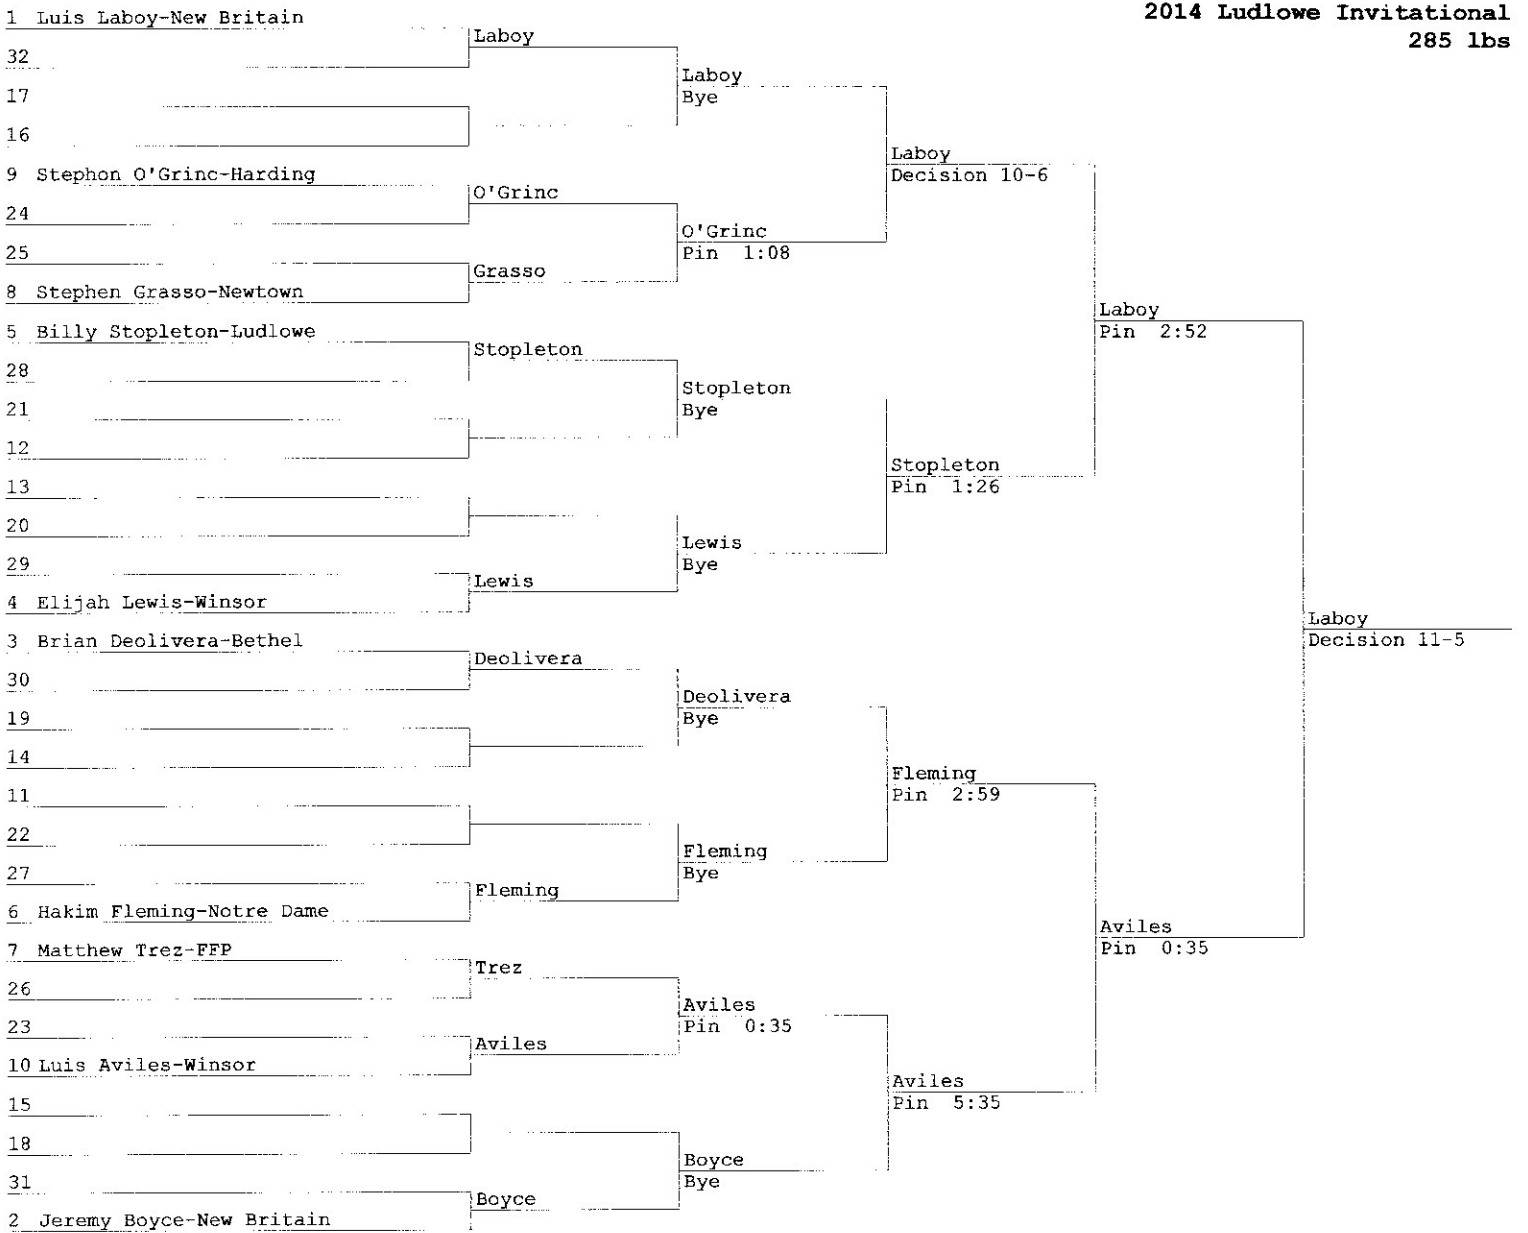 2014 Ludlowe Invitational
285 lbs
1 Luis Laboy-New Britain
Laboy
32
Laboy
Bye
17
16
Laboy
Decision 10-6
9 Stephon O'Grinc-Harding
O'Grinc
24
O'Grinc
Pin 1:08
25
Grasso
8 Stephen Grasso-Newtown
Laboy
Pin 2:52
5 Billy Stopleton-Ludlowe
Stopleton
28
Stopleton
Bye
21
12
Stopleton
Pin 1:26
13
20
Lewis
Bye
29
Lewis
4 Elijah Lewis-Winsor
Laboy
Decision 11-5
3 Brian Deolivera-Bethel
Deolivera
30
Deolivera
Bye
19
14
Fleming
Pin 2:59
11
22
Fleming
Bye
27
Fleming
6 Hakim Fleming-Notre Dame
Aviles
Pin 0:35
7 Matthew Trez-FFP
Trez
26
Aviles
Pin 0:35
23
Aviles
10 Luis Aviles-Winsor
Aviles
Pin 5:35
15
18
Boyce
Bye
31
Boyce
2 Jeremy Boyce-New Britain